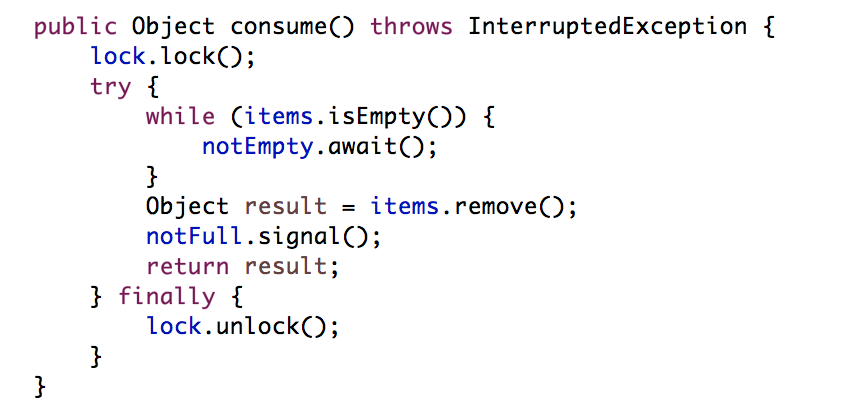 public Object consume() throws InterruptedException {
    lock.lock();
    try {
        while (items.isEmpty()) {
            notEmpty.await();
        }
        Object result = items.remove();
        notFull.signal();
        return result;
    } finally {
        lock.unlock();
    }
}